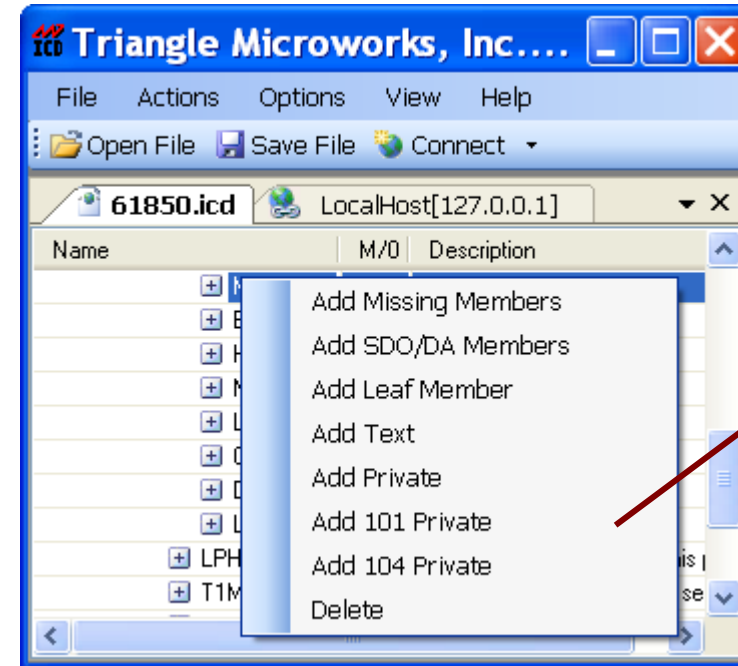 ICD Triangle Microworks, Inc....
File Actions Options View Help
Open File Save File Connect
61850.icd LocalHost[127.0.0.1]
Name M/O Description
Add Missing Members
Add SDO/DA Members
Add Leaf Member
Add Text
Add Private
Add 101 Private
Add 104 Private
Delete
LPH
T1M se